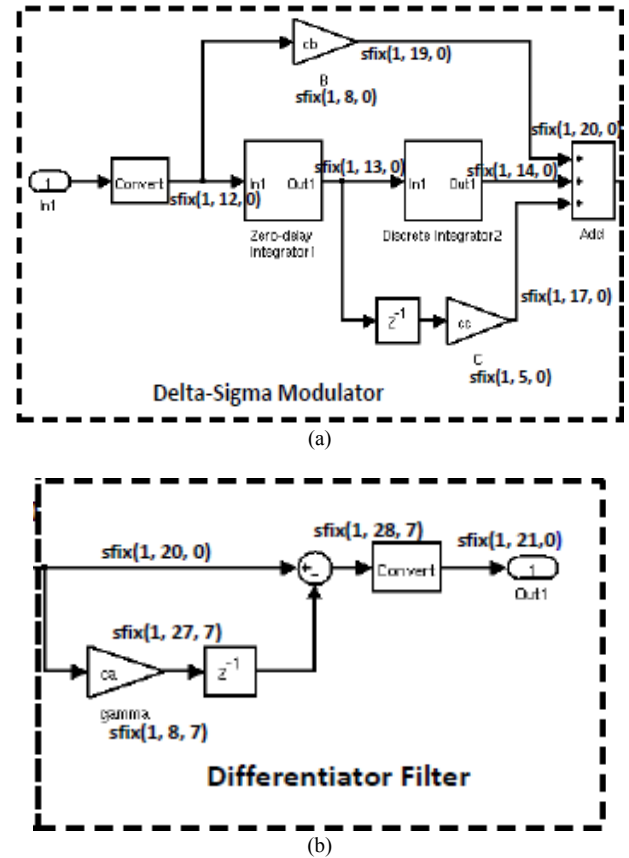 cb
sfix(1, 19, 0)
B
sfix(1, 8, 0)
sfix(1, 20, 0)
1
In1
Convert
sfix(1, 12, 0)
In1 Out1
Zero-delay
Integrator1
sfix(1, 13, 0)
In1 Out1
Discrete Integrator2
sfix(1, 14, 0)
+
+
+
Add
z-1
cc
C
sfix(1, 5, 0)
sfix(1, 17, 0)
Delta-Sigma Modulator
(a)
sfix(1, 20, 0)
sfix(1, 28, 7)
sfix(1, 21,0)
+
-
Convert
1
Out1
sfix(1, 27, 7)
ca
z-1
gamma
sfix(1, 8, 7)
Differentiator Filter
(b)